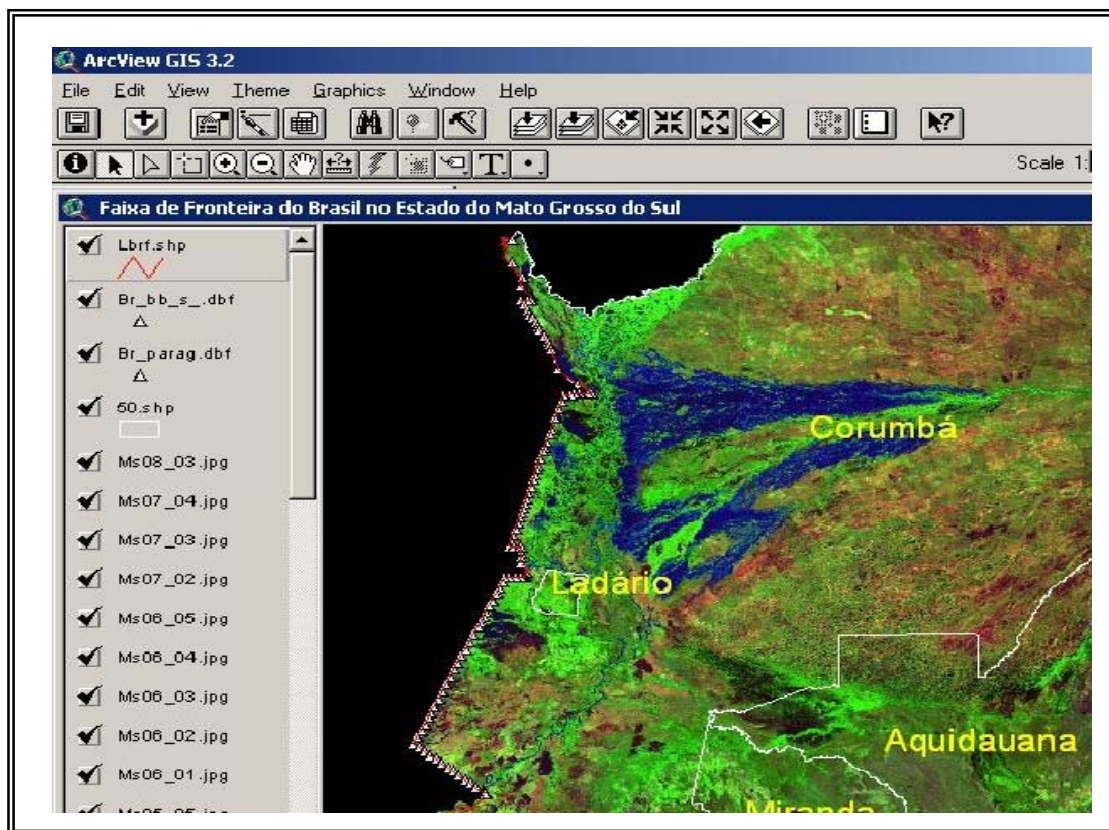 ArcView GIS 3.2
File Edit View Theme Graphics Window Help
Scale 1:
Faixa de Fronteira do Brasil no Estado do Mato Grosso do Sul
Lbrf.shp
Br_bb_s_.dbf
Br_parag.dbf
50.shp
Ms08_03.jpg
Ms07_04.jpg
Ms07_03.jpg
Ms07_02.jpg
Ms06_05.jpg
Ms06_04.jpg
Ms06_03.jpg
Ms06_02.jpg
Ms06_01.jpg
Corumbá
Ladário
Aquidauana
Miranda